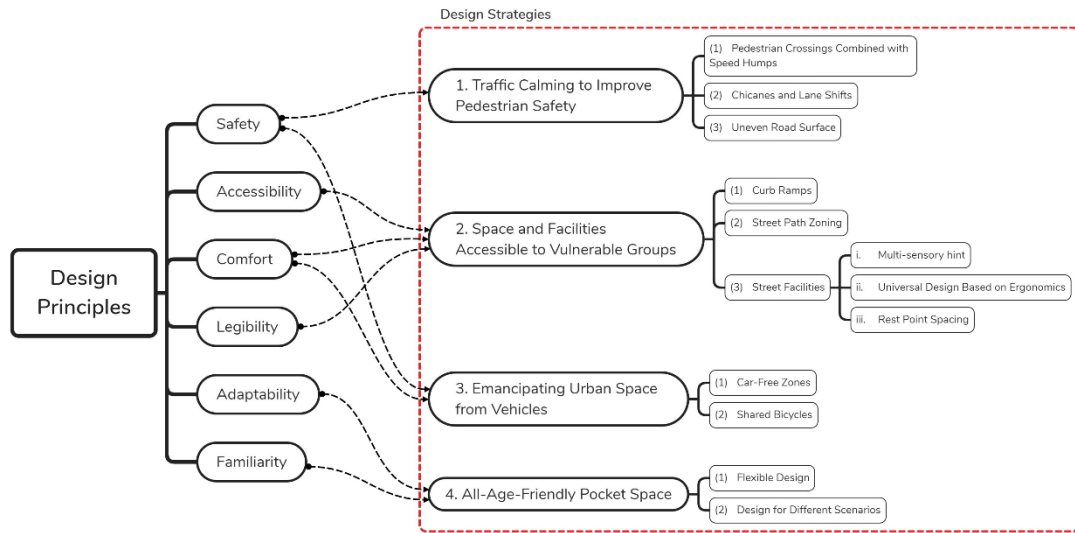 Design Strategies
Design
Principles
Safety
Accessibility
Comfort
Legibility
Adaptability
Familiarity
1. Traffic Calming to Improve
Pedestrian Safety
(1) Pedestrian Crossings Combined with
Speed Humps
(2) Chicanes and Lane Shifts
(3) Uneven Road Surface
2. Space and Facilities
Accessible to Vulnerable Groups
(1) Curb Ramps
(2) Street Path Zoning
(3) Street Facilities
i. Multi-sensory hint
ii. Universal Design Based on Ergonomics
iii. Rest Point Spacing
3. Emancipating Urban Space
from Vehicles
(1) Car-Free Zones
(2) Shared Bicycles
4. All-Age-Friendly Pocket Space
(1) Flexible Design
(2) Design for Different Scenarios